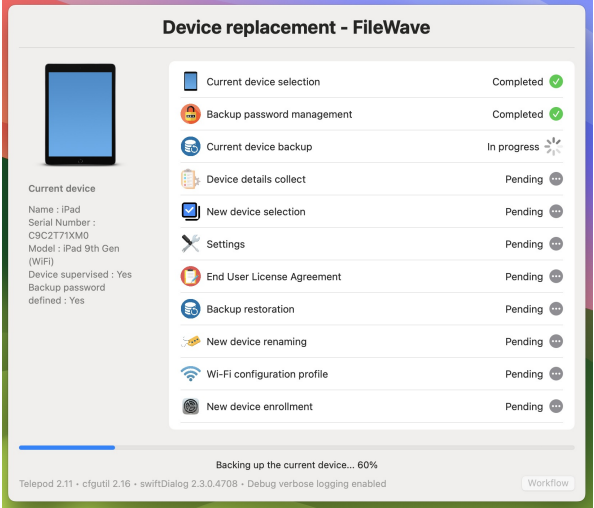 Device replacement - FileWave
Current device
Name : iPad
Serial Number :
C9C2T71XM0
Model : iPad 9th Gen
(WiFi)
Device supervised : Yes
Backup password
defined : Yes
Current device selection Completed
Backup password management Completed
Current device backup In progress
Device details collect Pending
New device selection Pending
Settings Pending
End User License Agreement Pending
Backup restoration Pending
New device renaming Pending
Wi-Fi configuration profile Pending
New device enrollment Pending
Backing up the current device... 60%
Telepod 2.11 • cfgutil 2.16 • swiftDialog 2.3.0.4708 • Debug verbose logging enabled
Workflow